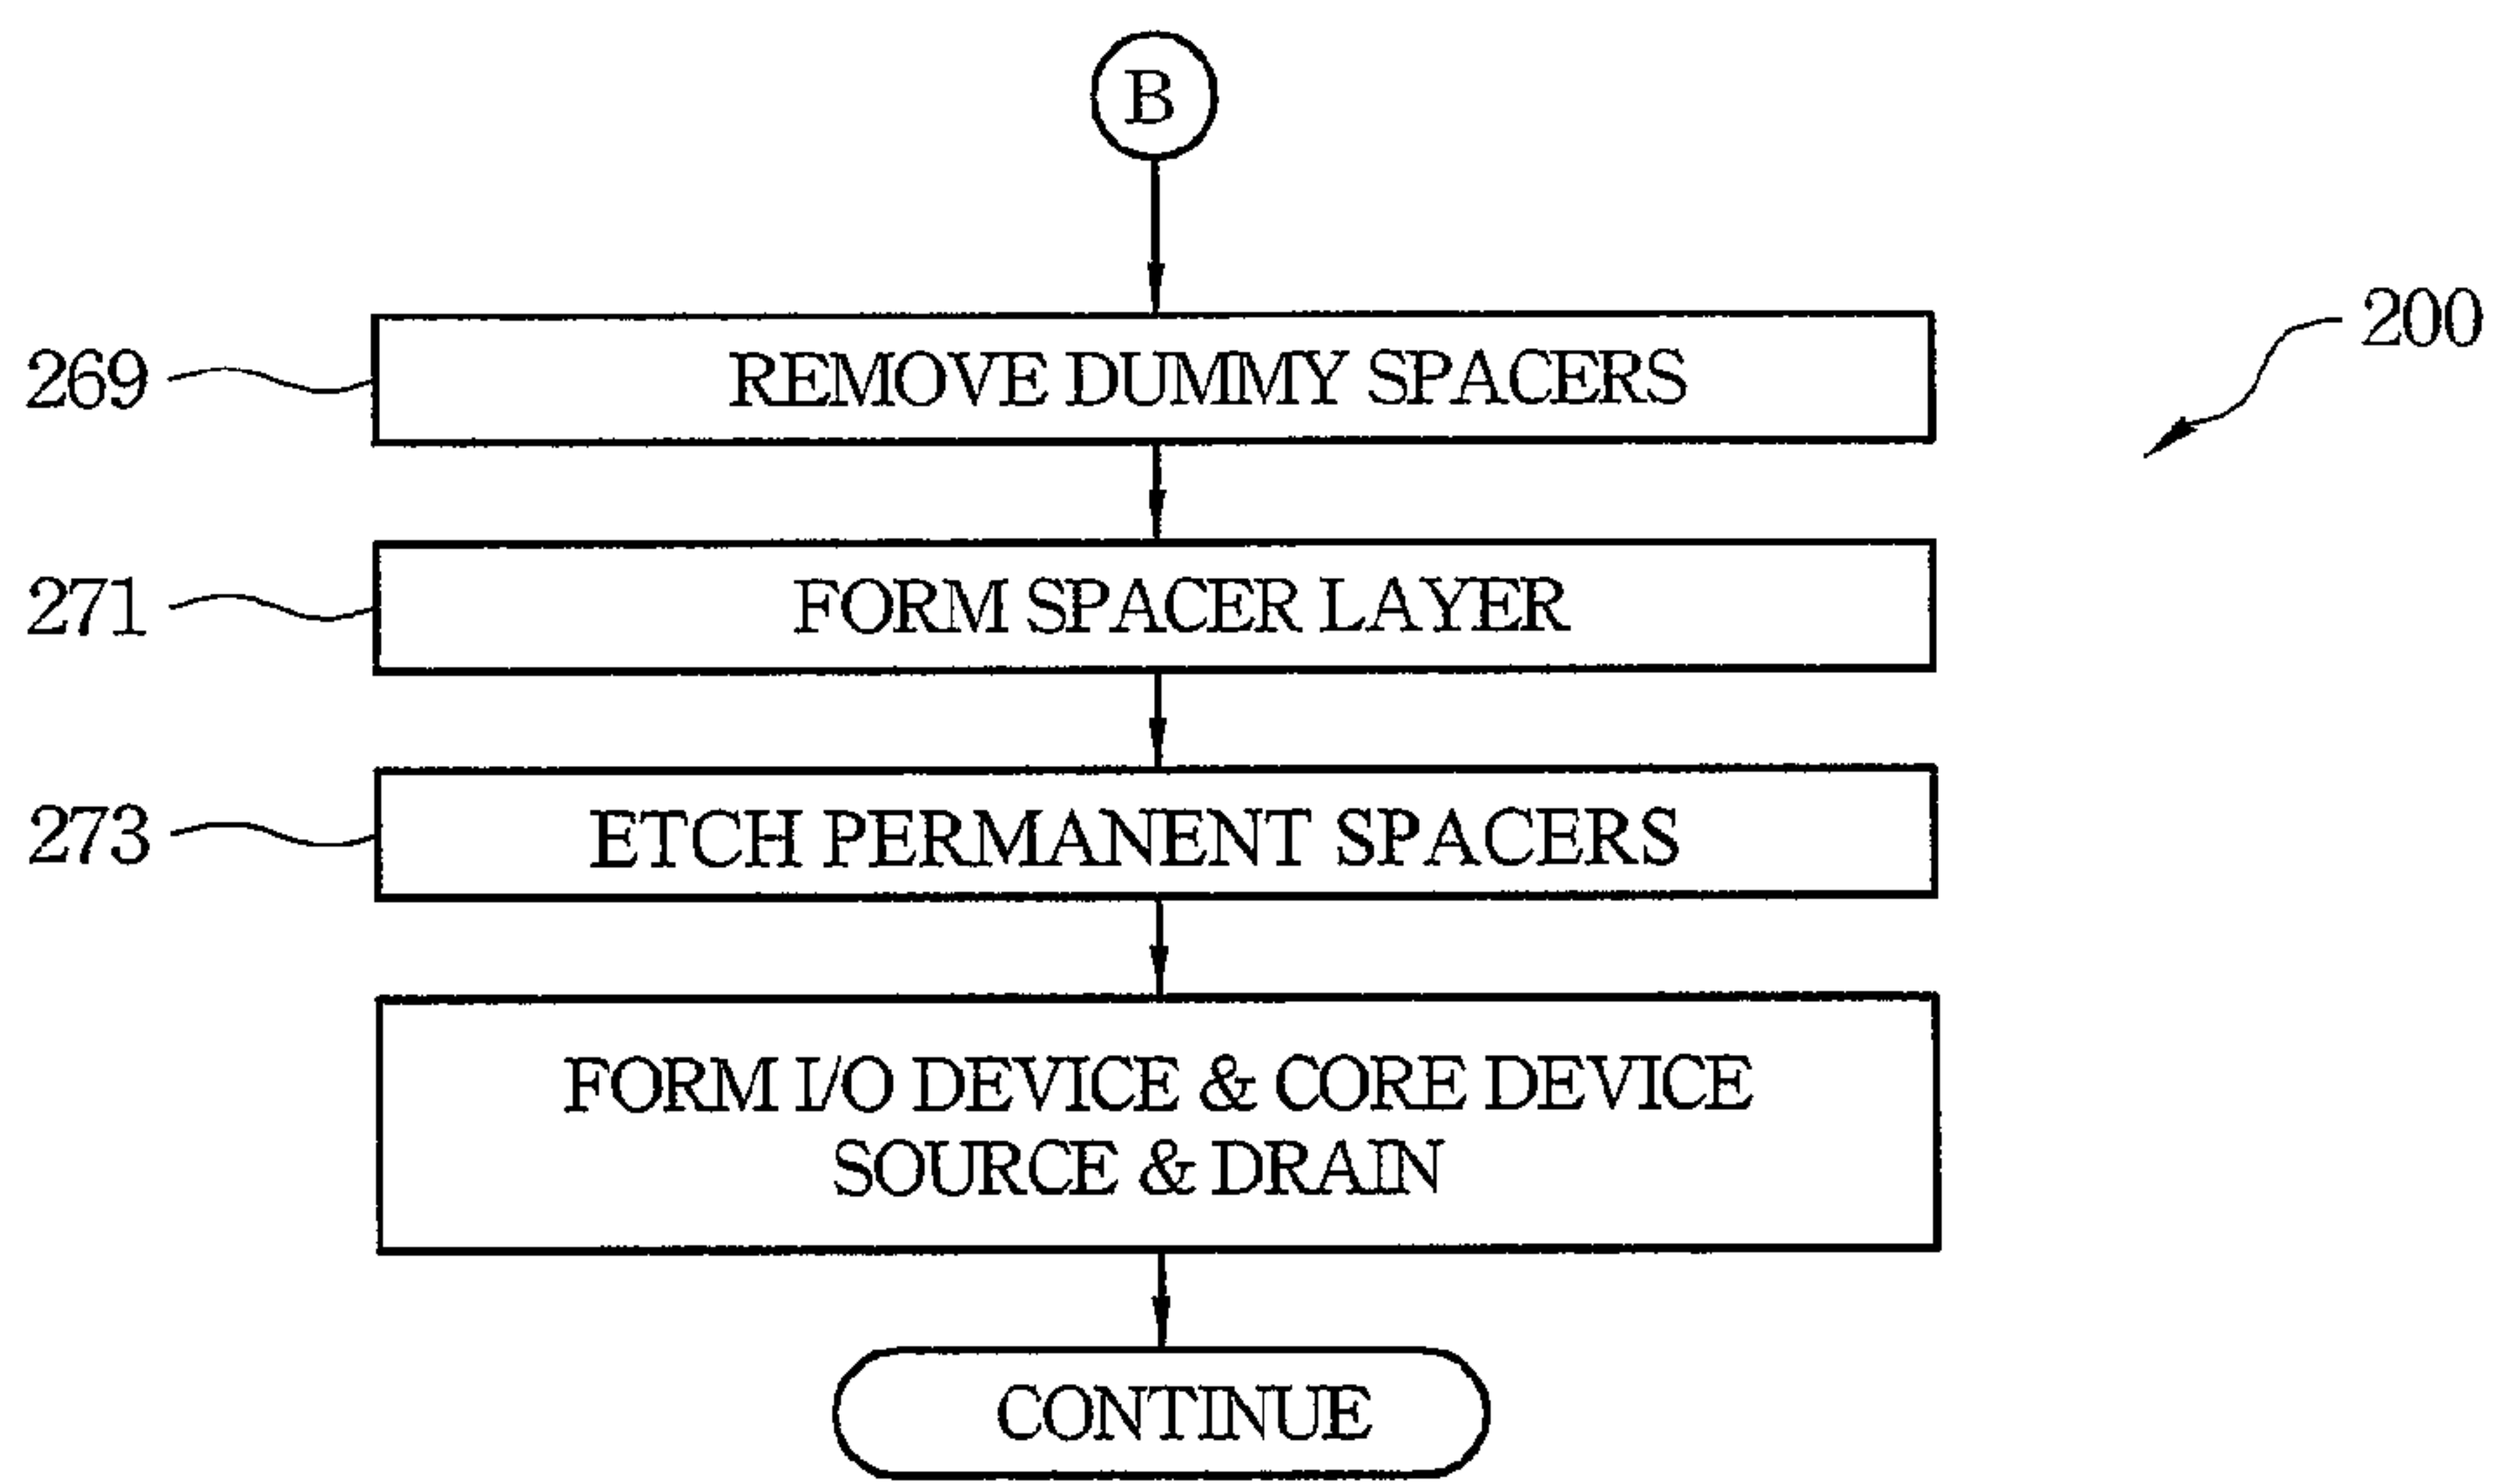 B
200
269
REMOVE DUMMY SPACERS
271
FORM SPACER LAYER
273
ETCH PERMANENT SPACERS
FORM I/O DEVICE & CORE DEVICE
SOURCE & DRAIN
CONTINUE